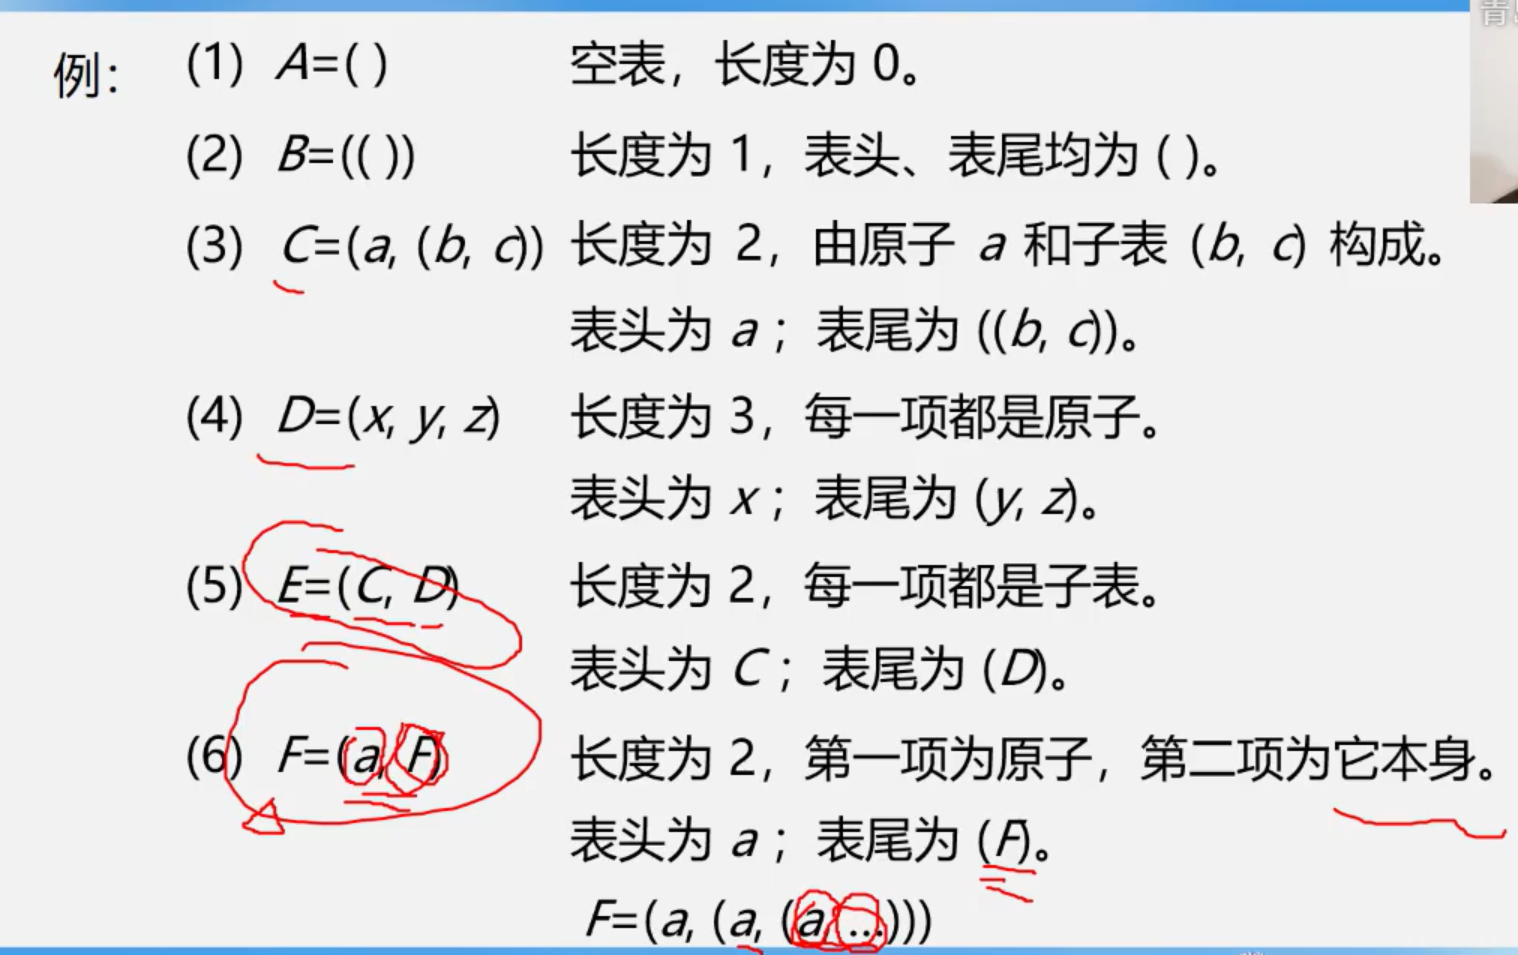 例：
(1) A=( ) 空表，长度为 0。
(2) B=(( )) 长度为 1，表头、表尾均为 ( )。
(3) C=(a, (b, c)) 长度为 2，由原子 a 和子表 (b, c) 构成。
表头为 a；表尾为 ((b, c))。
(4) D=(x, y, z) 长度为 3，每一项都是原子。
表头为 x；表尾为 (y, z)。
(5) E=(C, D) 长度为 2，每一项都是子表。
表头为 C；表尾为 (D)。
(6) F=(a, F) 长度为 2，第一项为原子，第二项为它本身。
表头为 a；表尾为 (F)。
F=(a, (a, (a, ...)))